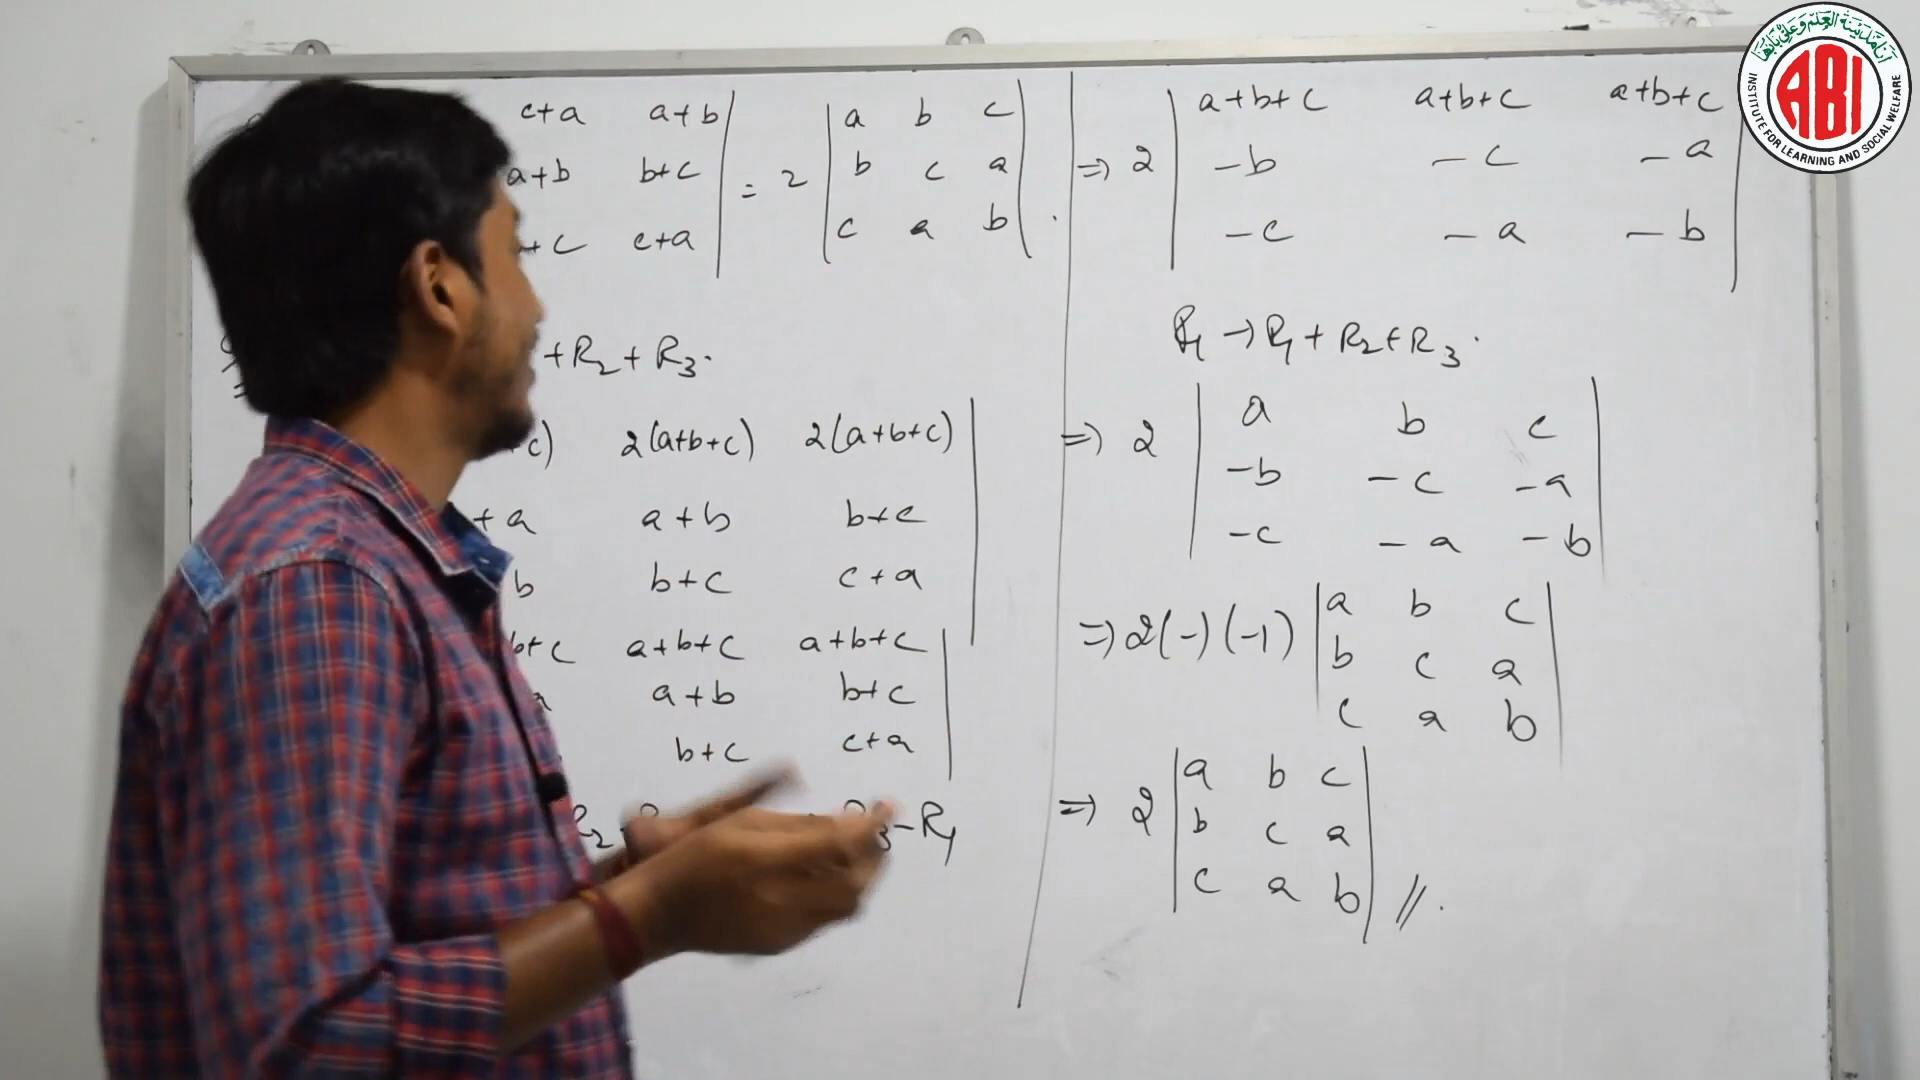 c+a a+b
a+b b+c = 2
+ c c+a
a b c
b c a
c a b .
+ R2 + R3.
c) 2(a+b+c) 2(a+b+c)
+ a a+b b+c
b b+c c+a
b+c a+b+c a+b+c
a+b b+c
b+c c+a
R2 - R3-R1
a+b+c a+b+c a+b+c
=> 2 -b -c -a
-c -a -b
R1 → R1 + R2+R3.
a b c
=> 2 -b -c -a
-c -a -b
=> 2(-)(-1) a b c
b c a
c a b
=> 2 a b c
b c a
c a b //.
ABI
INSTITUTE FOR LEARNING AND SOCIAL WELFARE